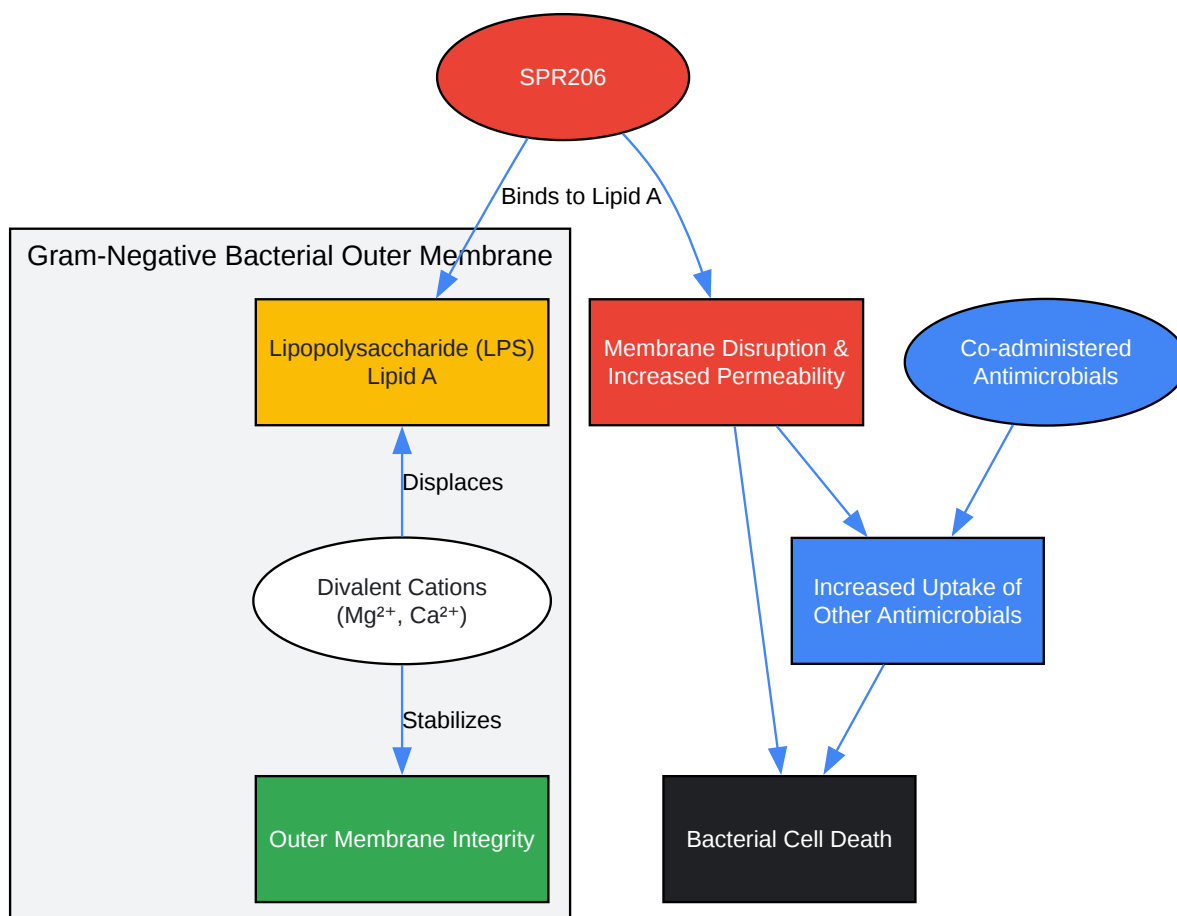 SPR206
Binds to Lipid A
Gram-Negative Bacterial Outer Membrane
Lipopolysaccharide (LPS)
Lipid A
Membrane Disruption &
Increased Permeability
Co-administered
Antimicrobials
Displaces
Divalent Cations
(Mg²⁺, Ca²⁺)
Increased Uptake of
Other Antimicrobials
Stabilizes
Outer Membrane Integrity
Bacterial Cell Death